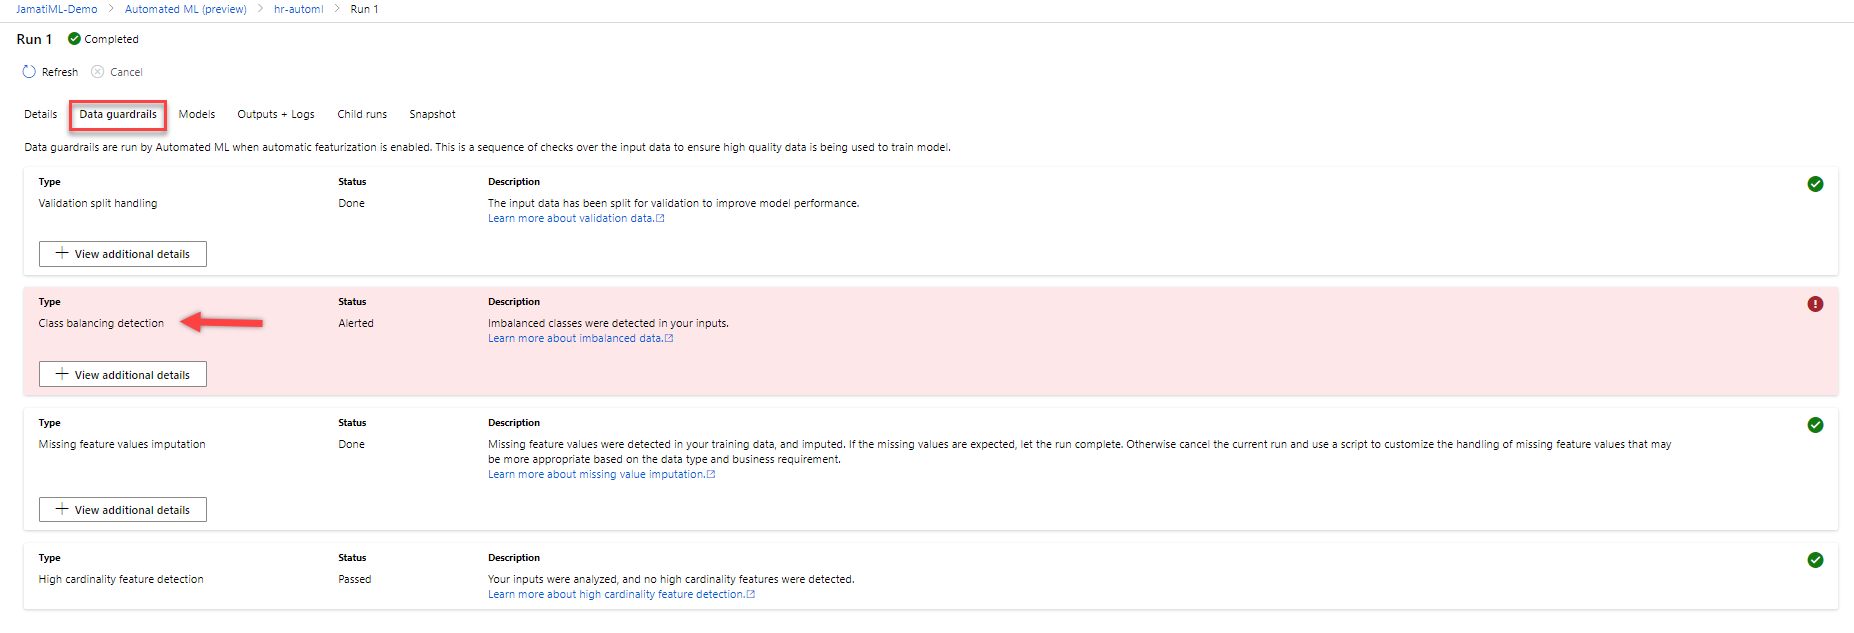 JamatiML-Demo > Automated ML (preview) > hr-automl > Run 1
Run 1 Completed
Refresh Cancel
Details Data guardrails Models Outputs + Logs Child runs Snapshot
Data guardrails are run by Automated ML when automatic featurization is enabled. This is a sequence of checks over the input data to ensure high quality data is being used to train model.
Type Status Description
Validation split handling Done The input data has been split for validation to improve model performance.
Learn more about validation data.
+ View additional details
Type Status Description
Class balancing detection Alerted Imbalanced classes were detected in your inputs.
Learn more about imbalanced data.
+ View additional details
Type Status Description
Missing feature values imputation Done Missing feature values were detected in your training data, and imputed. If the missing values are expected, let the run complete. Otherwise cancel the current run and use a script to customize the handling of missing feature values that may
be more appropriate based on the data type and business requirement.
Learn more about missing value imputation.
+ View additional details
Type Status Description
High cardinality feature detection Passed Your inputs were analyzed, and no high cardinality features were detected.
Learn more about high cardinality feature detection.